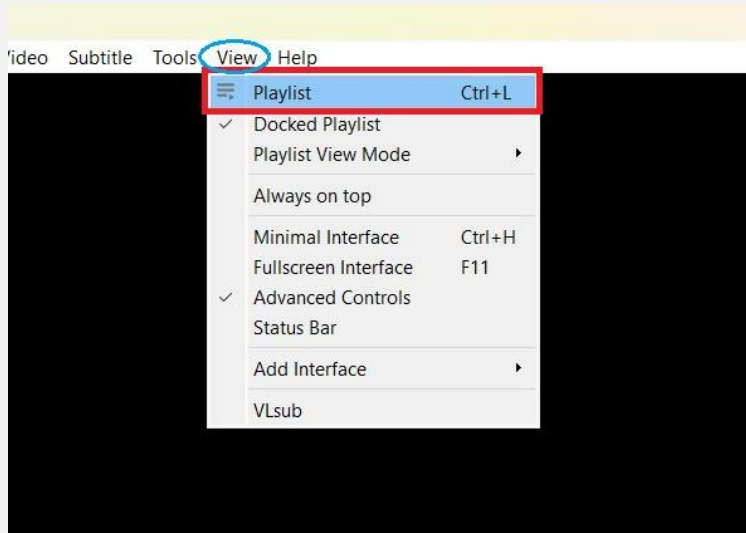 ideo Subtitle Tools View Help
Playlist Ctrl+L
Docked Playlist
Playlist View Mode
Always on top
Minimal Interface Ctrl+H
Fullscreen Interface F11
Advanced Controls
Status Bar
Add Interface
VLsub